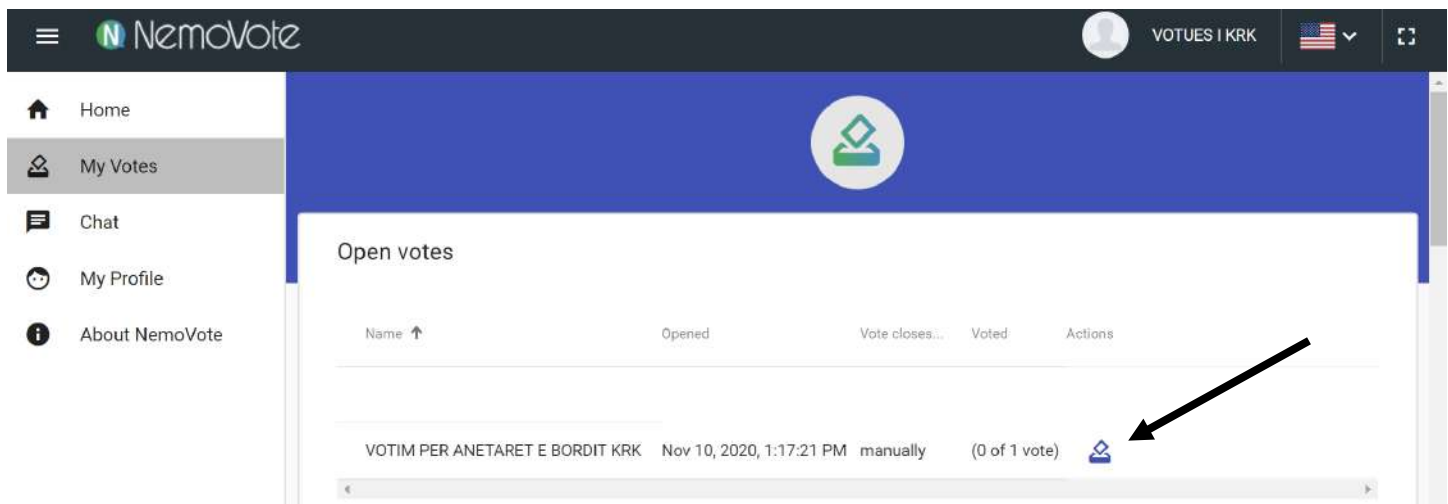 NemoVote
VOTUES I KRK
Home
My Votes
Chat
My Profile
About NemoVote
Open votes
Name Opened Vote closes... Voted Actions
VOTIM PER ANETARET E BORDIT KRK Nov 10, 2020, 1:17:21 PM manually (0 of 1 vote)